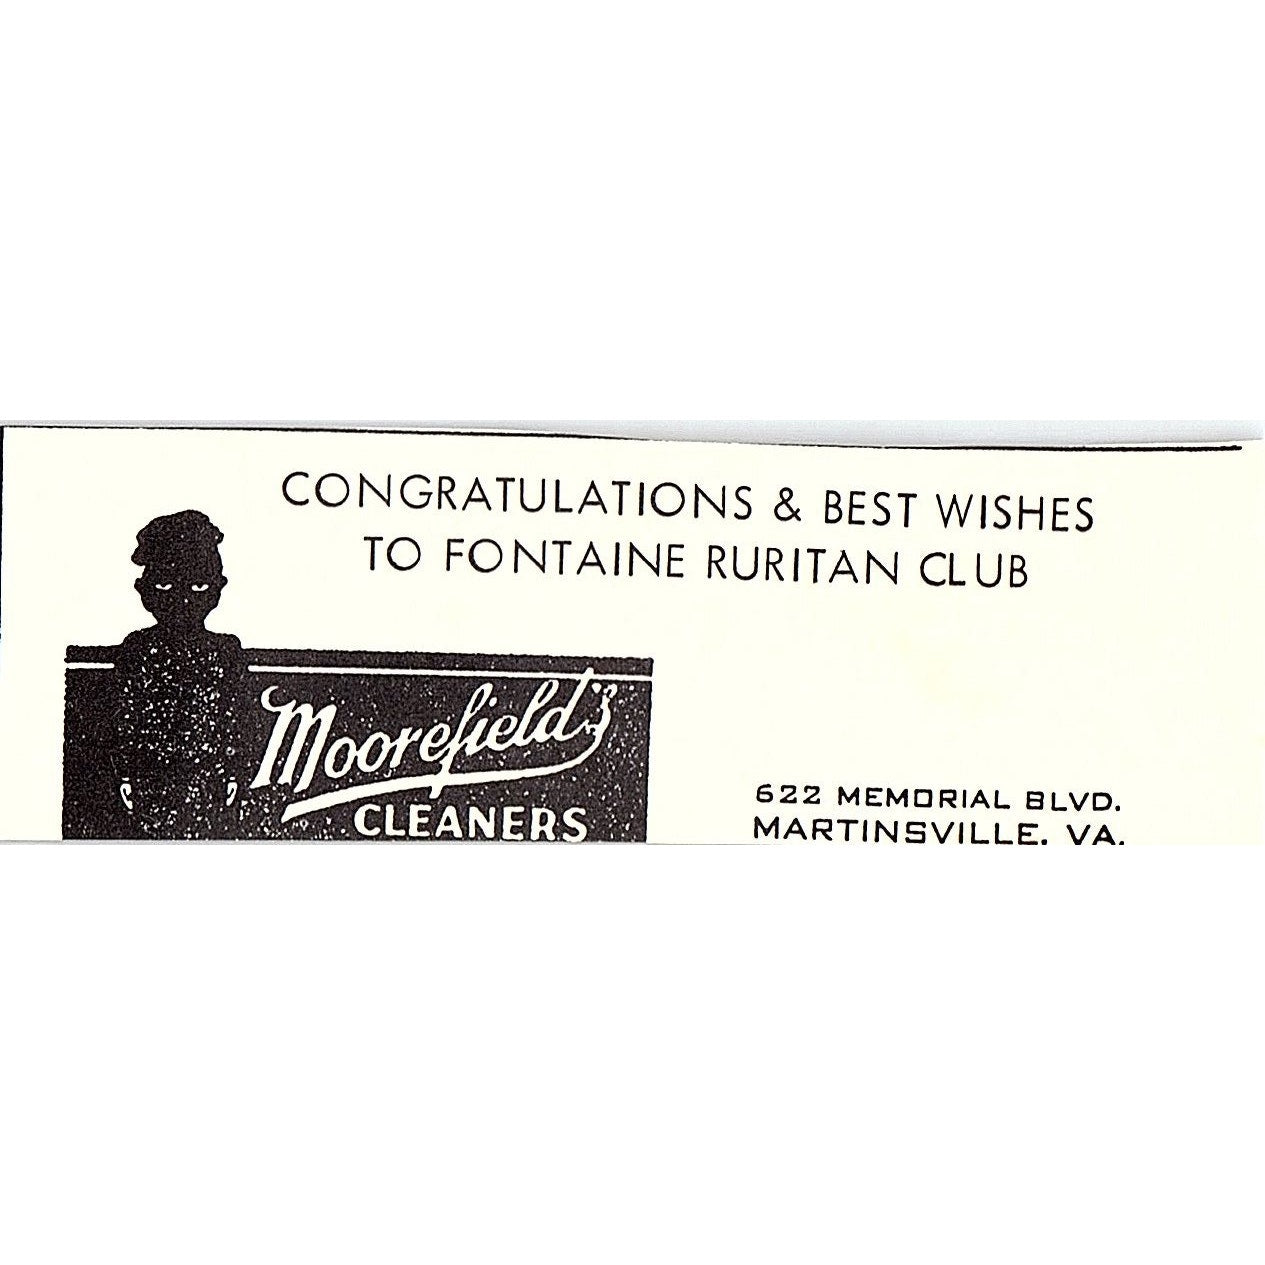 CONGRATULATIONS & BEST WISHES
TO FONTAINE RURITAN CLUB
Moorefield's
CLEANERS
622 MEMORIAL BLVD.
MARTINSVILLE, VA.